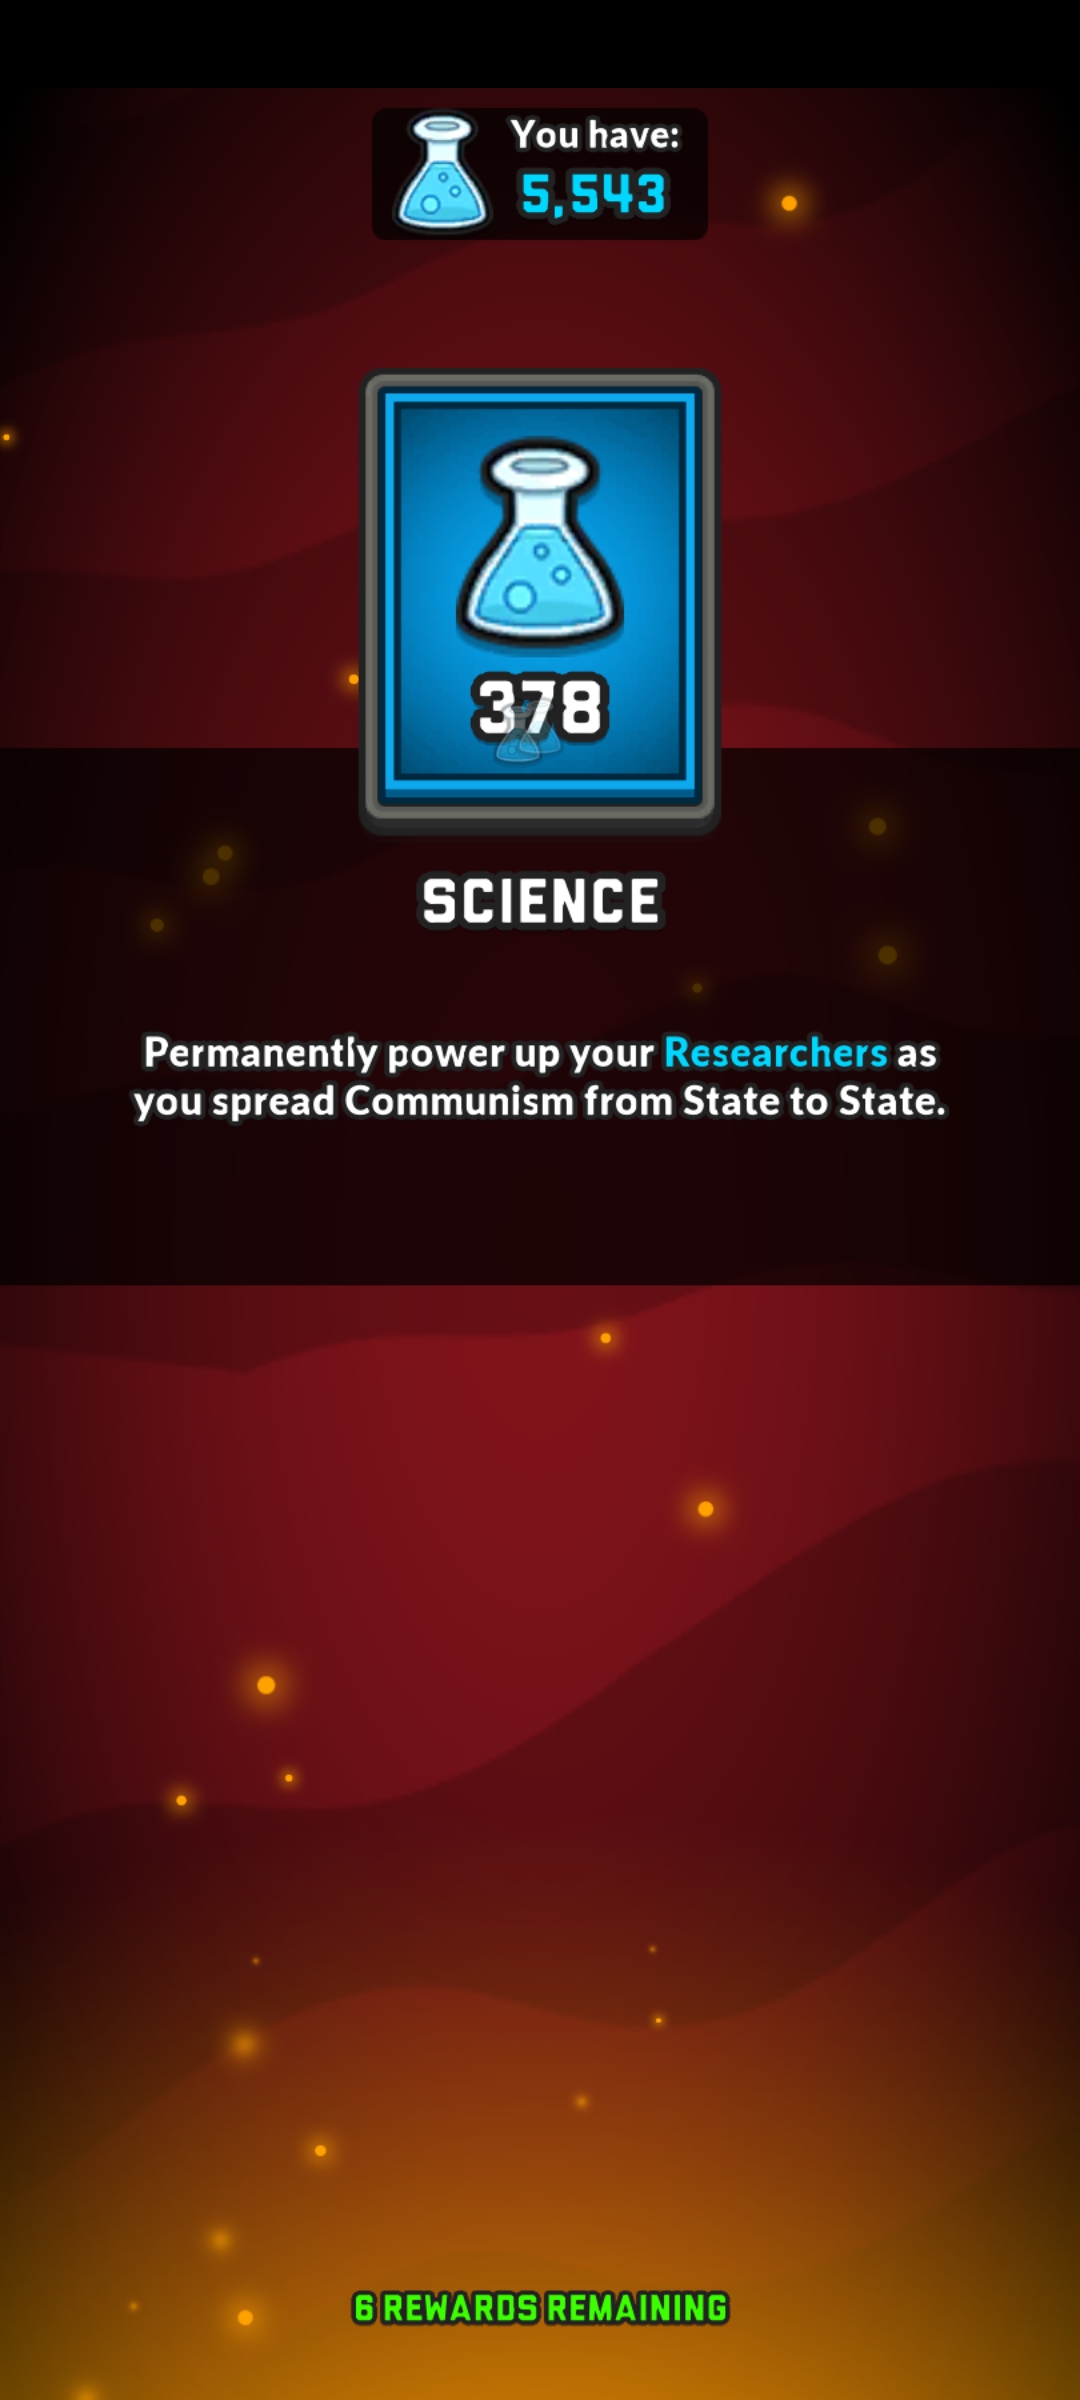 You have:
5,543
378
SCIENCE
Permanently power up your Researchers as
you spread Communism from State to State.
6 REWARDS REMAINING